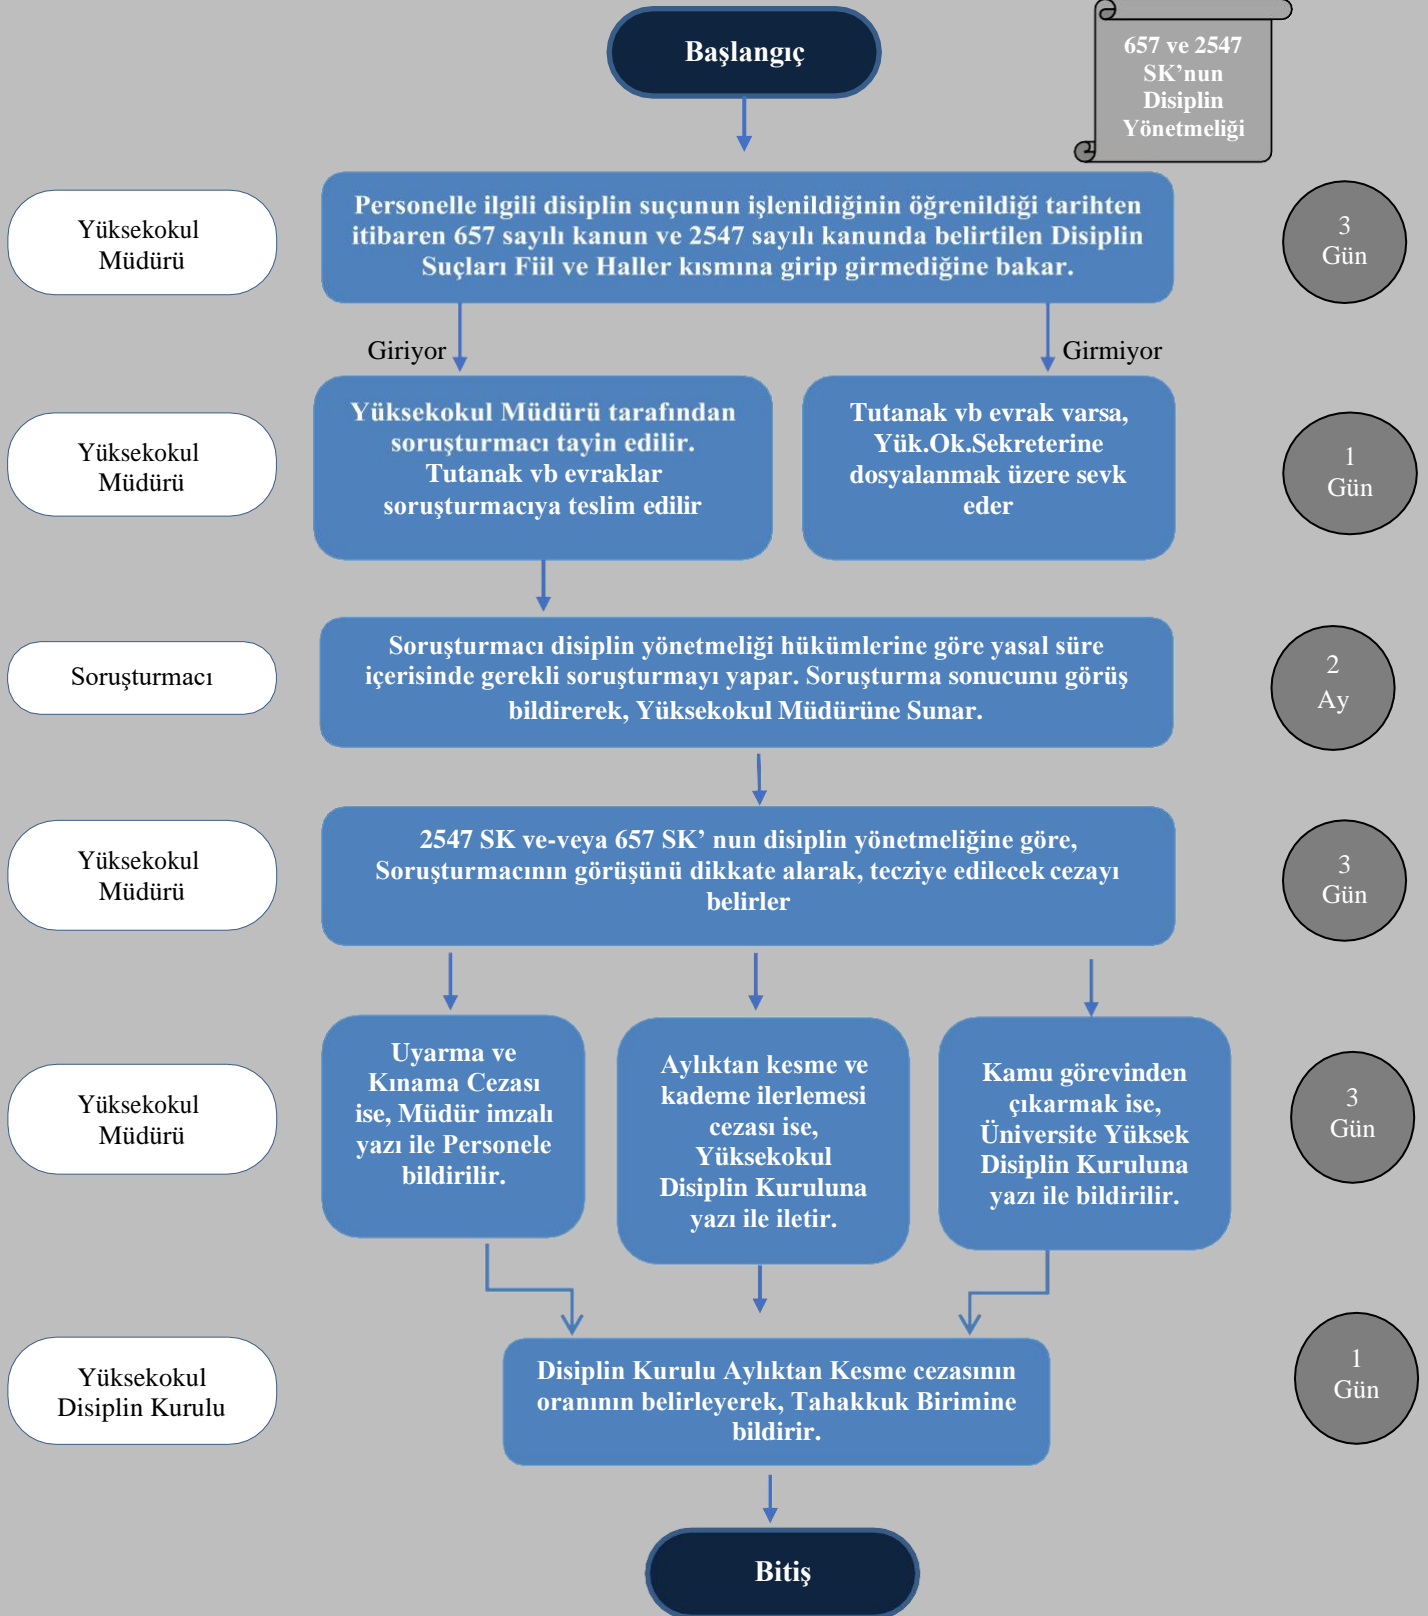 Başlangıç
657 ve 2547
SK’nun
Disiplin
Yönetmeliği
Yüksekokul
Müdürü
Personelle ilgili disiplin suçunun işlenildiğinin öğrenildiği tarihten
itibaren 657 sayılı kanun ve 2547 sayılı kanunda belirtilen Disiplin
Suçları Fiil ve Haller kısmına girip girmediğine bakar.
3
Gün
Giriyor
Girmiyor
Yüksekokul
Müdürü
Yüksekokul Müdürü tarafından
soruşturmacı tayin edilir.
Tutanak vb evraklar
soruşturmacıya teslim edilir
Tutanak vb evrak varsa,
Yük.Ok.Sekreterine
dosyalanmak üzere sevk
eder
1
Gün
Soruşturmacı
Soruşturmacı disiplin yönetmeliği hükümlerine göre yasal süre
içerisinde gerekli soruşturmayı yapar. Soruşturma sonucunu görüş
bildirerek, Yüksekokul Müdürüne Sunar.
2
Ay
Yüksekokul
Müdürü
2547 SK ve-veya 657 SK’ nun disiplin yönetmeliğine göre,
Soruşturmacının görüşünü dikkate alarak, tecziye edilecek cezayı
belirler
3
Gün
Yüksekokul
Müdürü
Uyarma ve
Kınama Cezası
ise, Müdür imzalı
yazı ile Personele
bildirilir.
Aylıktan kesme ve
kademe ilerlemesi
cezası ise,
Yüksekokul
Disiplin Kuruluna
yazı ile iletir.
Kamu görevinden
çıkarmak ise,
Üniversite Yüksek
Disiplin Kuruluna
yazı ile bildirilir.
3
Gün
Yüksekokul
Disiplin Kurulu
Disiplin Kurulu Aylıktan Kesme cezasının
oranının belirleyerek, Tahakkuk Birimine
bildirir.
1
Gün
Bitiş